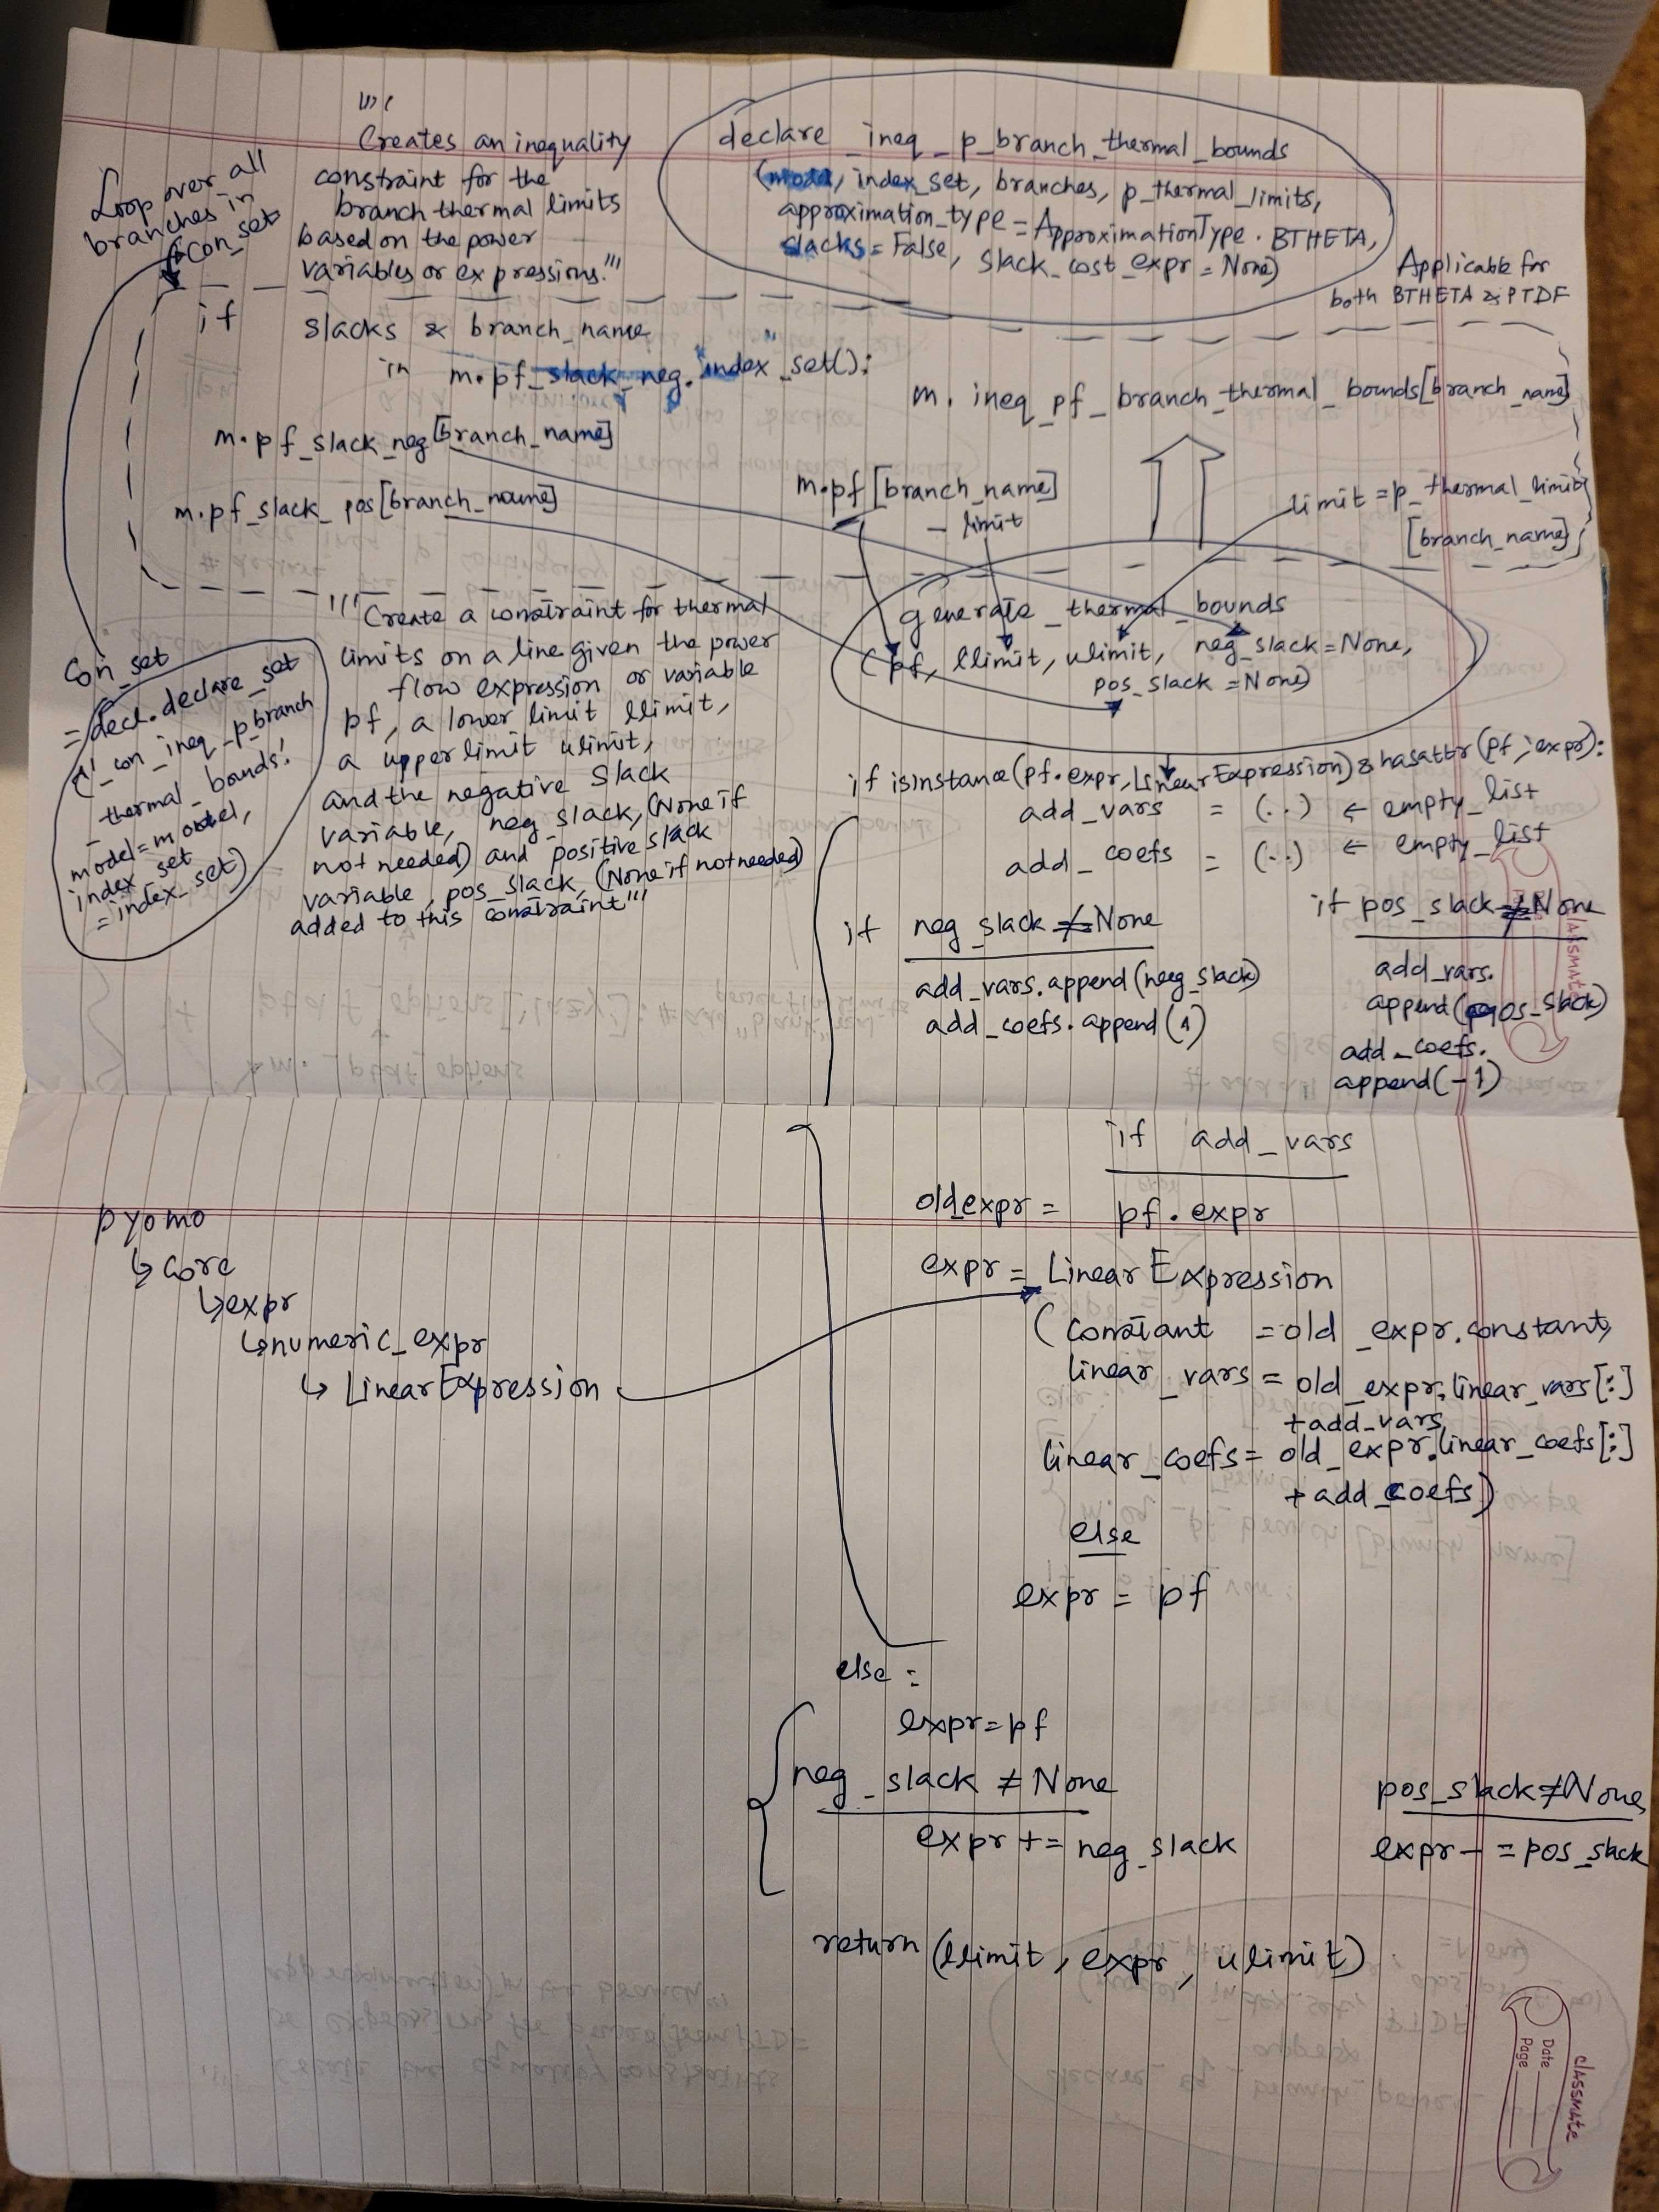 "'(
Creates an inequality
constraint for the
branch thermal limits
based on the power
variables or expressions."'
declare_ineq_p_branch_thermal_bounds
(model, index_set, branches, p_thermal_limits,
approximation_type=ApproximationType.BTHETA,
slacks=False, slack_cost_expr=None)
Applicable for
both BTHETA & PTDF
Loop over all
branches in
con_set
if
slacks & branch_name
in m.pf_slack_neg.index_set():
m.ineq_pf_branch_thermal_bounds[branch_name]
m.pf_slack_neg[branch_name]
m.pf_slack_pos[branch_name]
m.pf[branch_name]
- limit
limit=p_thermal_limits
[branch_name]
generate_thermal_bounds
(pf, llimit, ulimit, neg_slack=None,
pos_slack=None)
con_set
=decl.declare_set
('_con_ineq_p_branch
_thermal_bounds',
model=model,
index_set
=index_set)
"'Create a constraint for thermal
limits on a line given the power
flow expression or variable
pf, a lower limit llimit,
a upper limit ulimit,
and the negative slack
variable, neg_slack, (None if
not needed) and positive slack
variable, pos_slack, (None if not needed)
added to this constraint"'
if isinstance(pf.expr, LinearExpression) & hasattr(pf, 'expr):
add_vars = (..) ← empty_list
add_coefs = (..) ← empty_list
if neg_slack ≠ None
add_vars.append(neg_slack)
add_coefs.append(1)
if pos_slack ≠ None
add_vars.
append(pos_slack)
add_coefs.
append(-1)
if add_vars
old_expr = pf.expr
expr = LinearExpression
(constant = old_expr.constant,
linear_vars = old_expr.linear_vars[:]
+add_vars,
linear_coefs = old_expr.linear_coefs[:]
+add_coefs)
else
expr = pf
pyomo
↳ core
↳ expr
↳ numeric_expr
↳ LinearExpression
else:
expr=pf
neg_slack ≠ None
expr += neg_slack
pos_slack ≠ None
expr - = pos_slack
return (llimit, expr, ulimit)
classmate
Date
Page